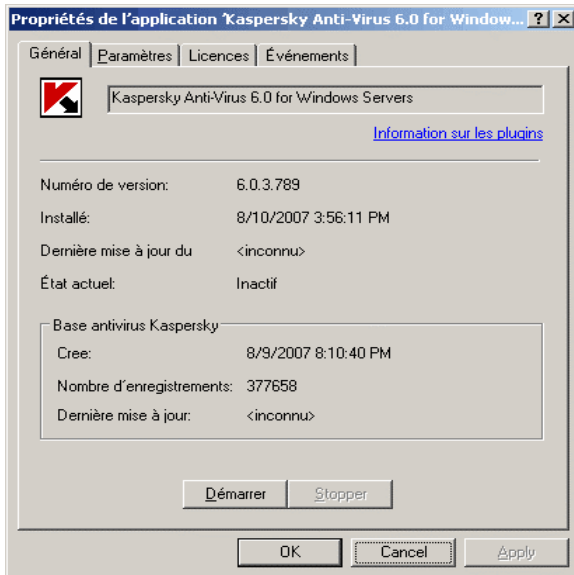 Propriétés de l'application 'Kaspersky Anti-Virus 6.0 for Window... ? X
Général Paramètres Licences Événements
Kaspersky Anti-Virus 6.0 for Windows Servers
Information sur les plugins
Numéro de version: 6.0.3.789
Installé: 8/10/2007 3:56:11 PM
Dernière mise à jour du <inconnu>
État actuel: Inactif
Base antivirus Kaspersky
Cree: 8/9/2007 8:10:40 PM
Nombre d'enregistrements: 377658
Dernière mise à jour: <inconnu>
Démarrer Stopper
OK Cancel Apply